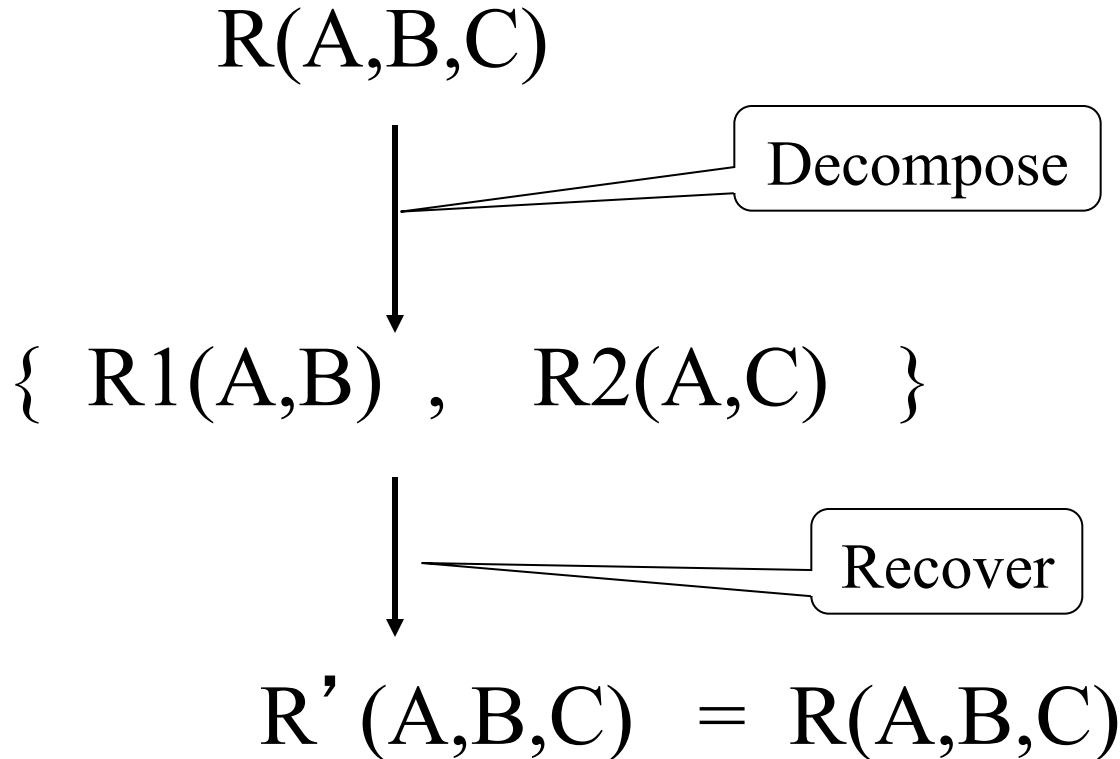 R(A,B,C)
Decompose
{ R1(A,B) , R2(A,C) }
Recover
R’(A,B,C) = R(A,B,C)